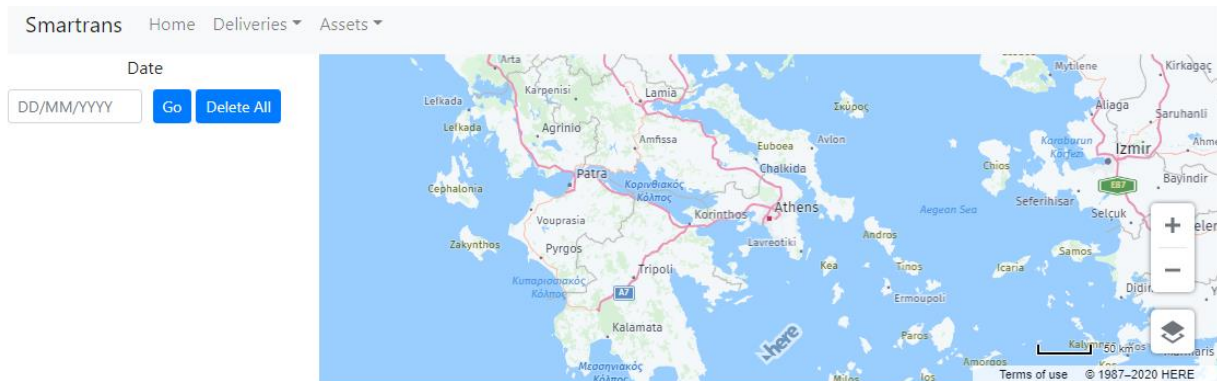 Smartrans Home Deliveries Assets
Date
DD/MM/YYYY Go Delete All
Arta
Mytilene
Kirkagaç
Karpenisi
Lamia
Lefkada
Σκύρος
Aliaga
Saruhanli
Lefkada
Agrinio
Amfissa
Euboea
Avlon
Karaburun
Körfezi
Izmir
Chalkida
Chios
Patra
Κορινθιακός
Κόλπος
E87
Bayindir
Cephalonia
Athens
Seferihisar
Vouprasia
Korinthos
Aegean Sea
Selçuk
Zakynthos
Pyrgos
Lavreotiki
Andros
Samos
Kea
Tinos
Icaria
Κυπαρισσιακός
Κόλπος
Tripoli
A7
Ermoupoli
Kalamata
here
Paros
50 km
Μεσσηνιακός
Κόλπος
Milos
Ios
Amorgos
Terms of use © 1987–2020 HERE